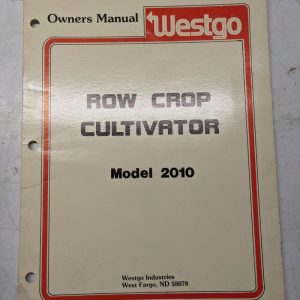 Owners Manual Westgo
ROW CROP
CULTIVATOR
Model 2010
Westgo Industries
West Fargo, ND 58078